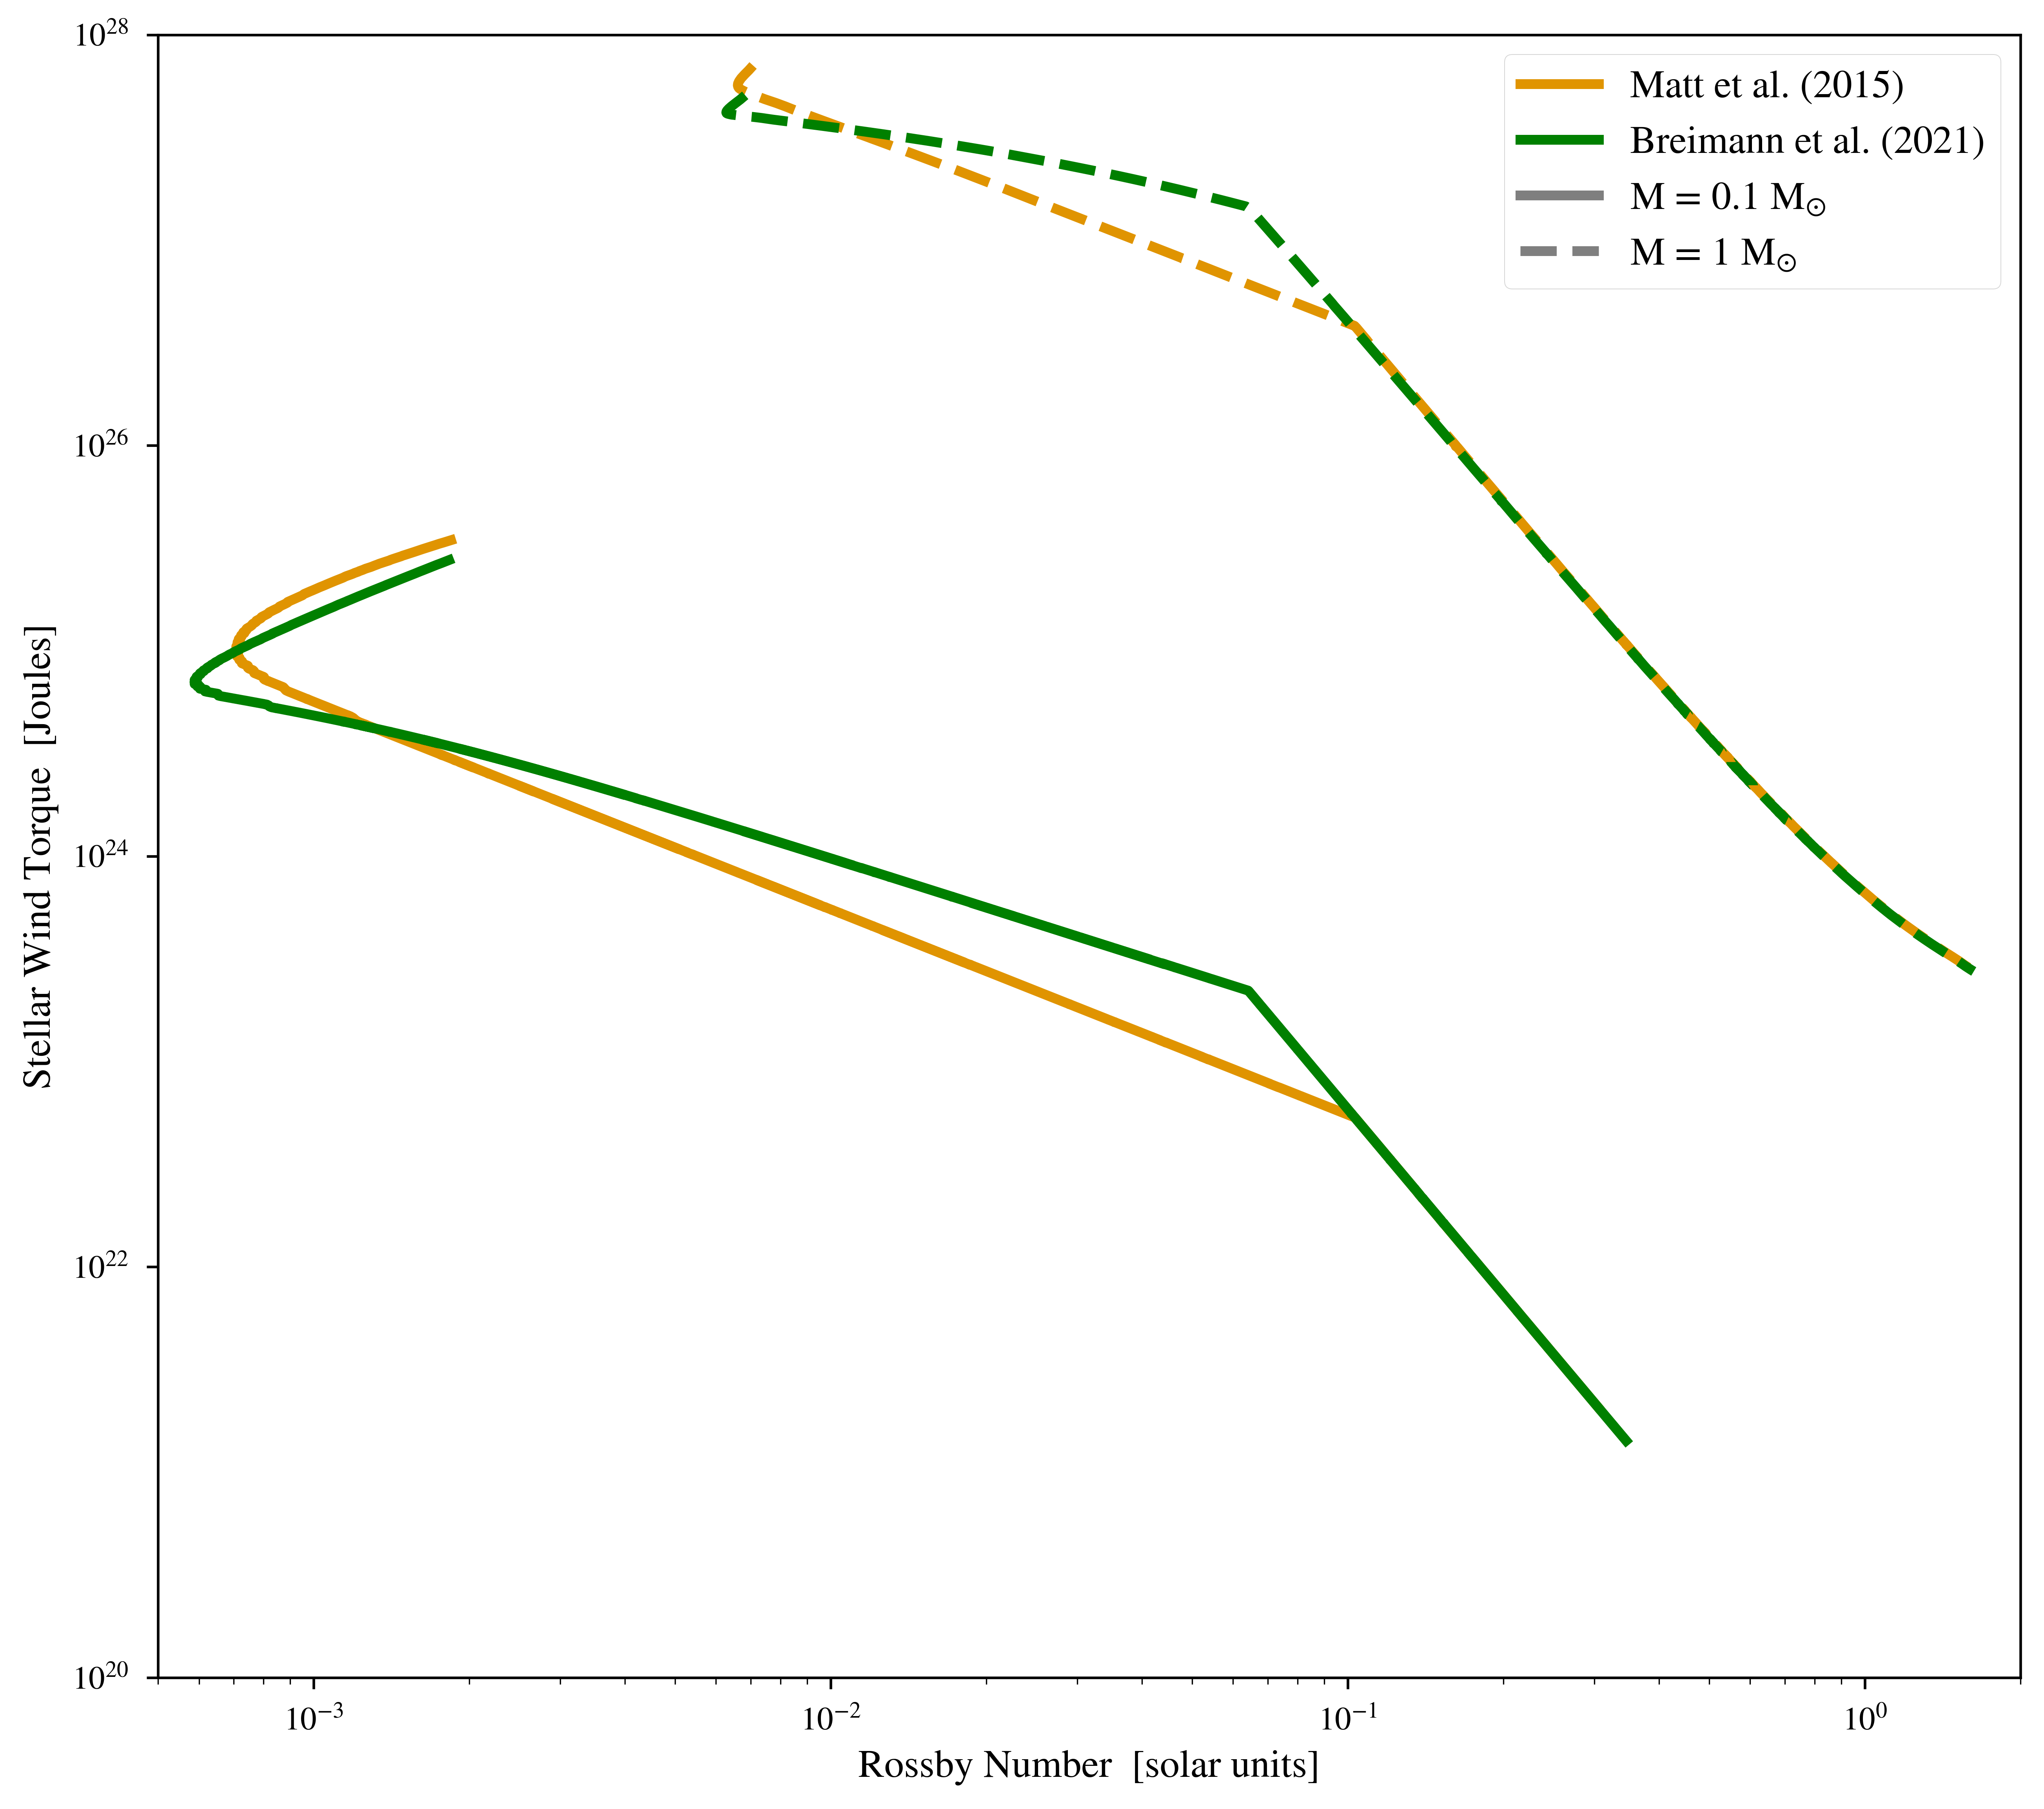 Matt et al. (2015)
Breimann et al. (2021)
M = 0.1 M⊙
M = 1 M⊙
10²⁸
10²⁶
10²⁴
10²²
10²⁰
Stellar Wind Torque [Joules]
10⁻³ 10⁻² 10⁻¹ 10⁰
Rossby Number [solar units]